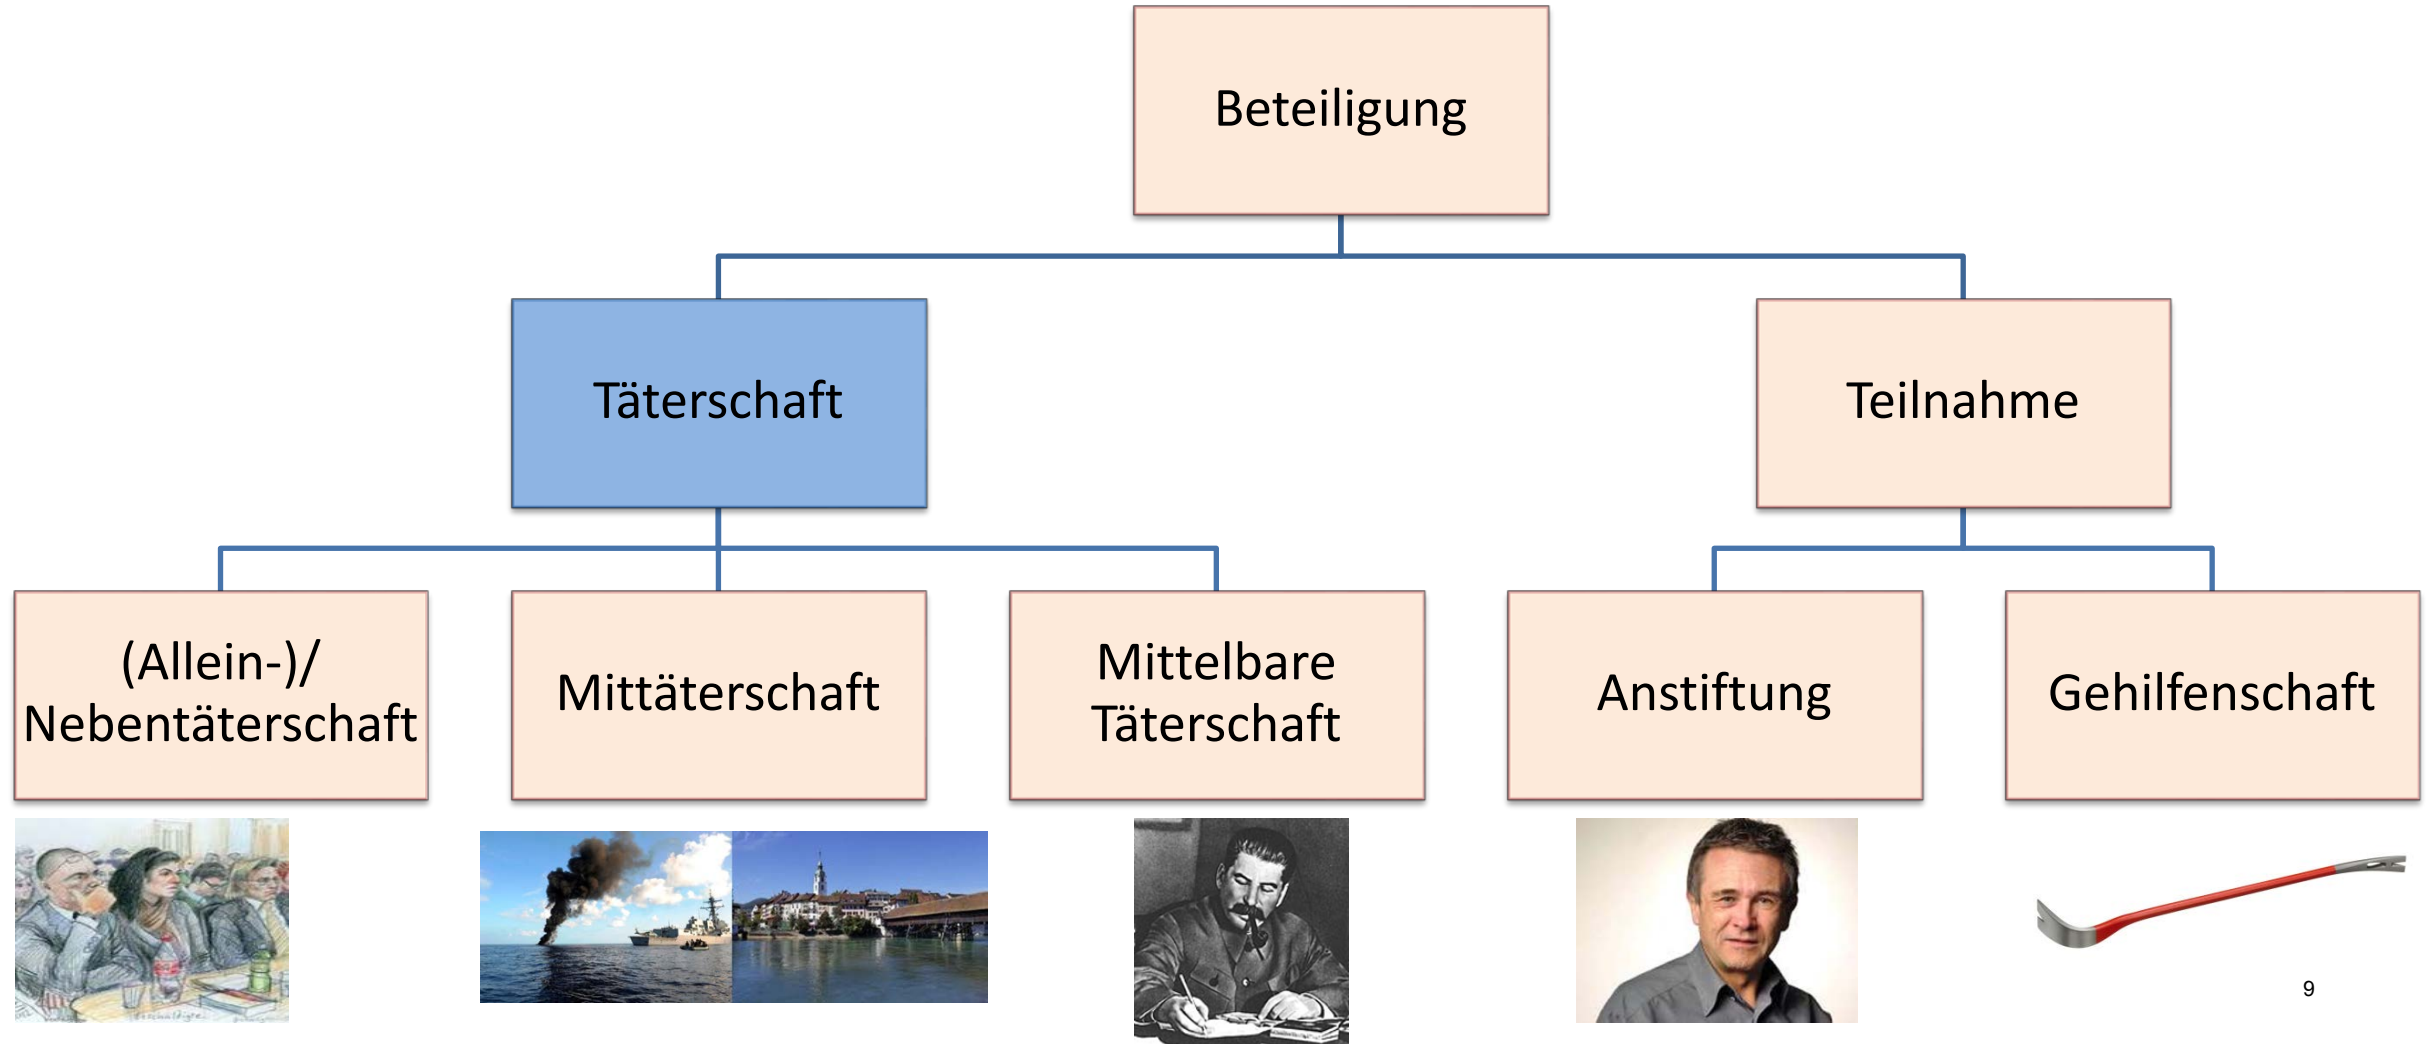 Beteiligung
Täterschaft
Teilnahme
(Allein-)/
Nebentäterschaft
Mittäterschaft
Mittelbare
Täterschaft
Anstiftung
Gehilfenschaft
9